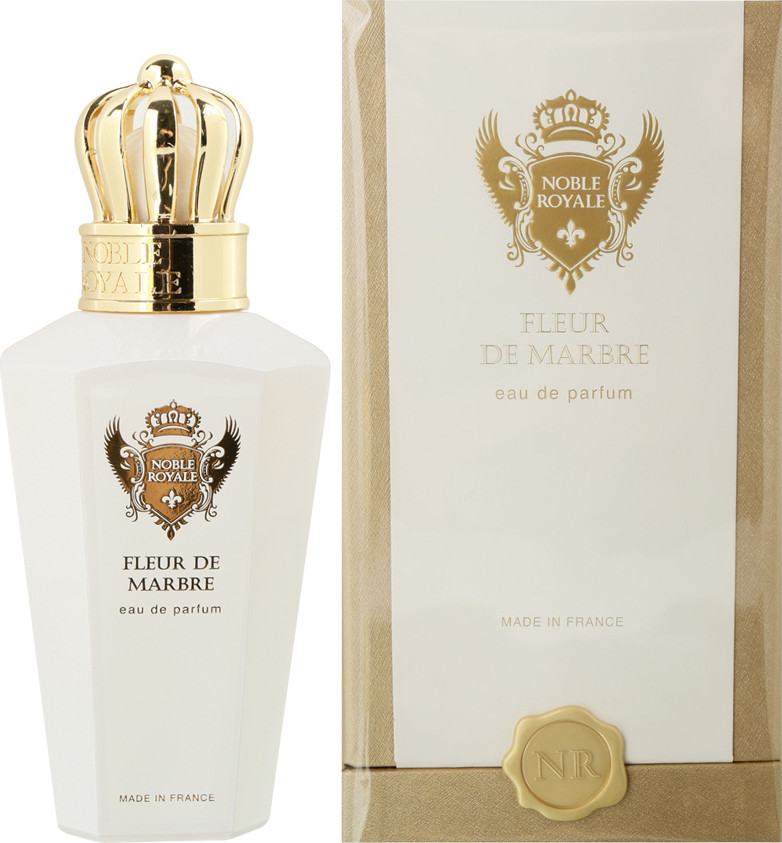 NOBLE
ROYALE
NOBLE
ROYALE
FLEUR DE
MARBRE
eau de parfum
MADE IN FRANCE
NOBLE
ROYALE
FLEUR
DE MARBRE
eau de parfum
MADE IN FRANCE
NR